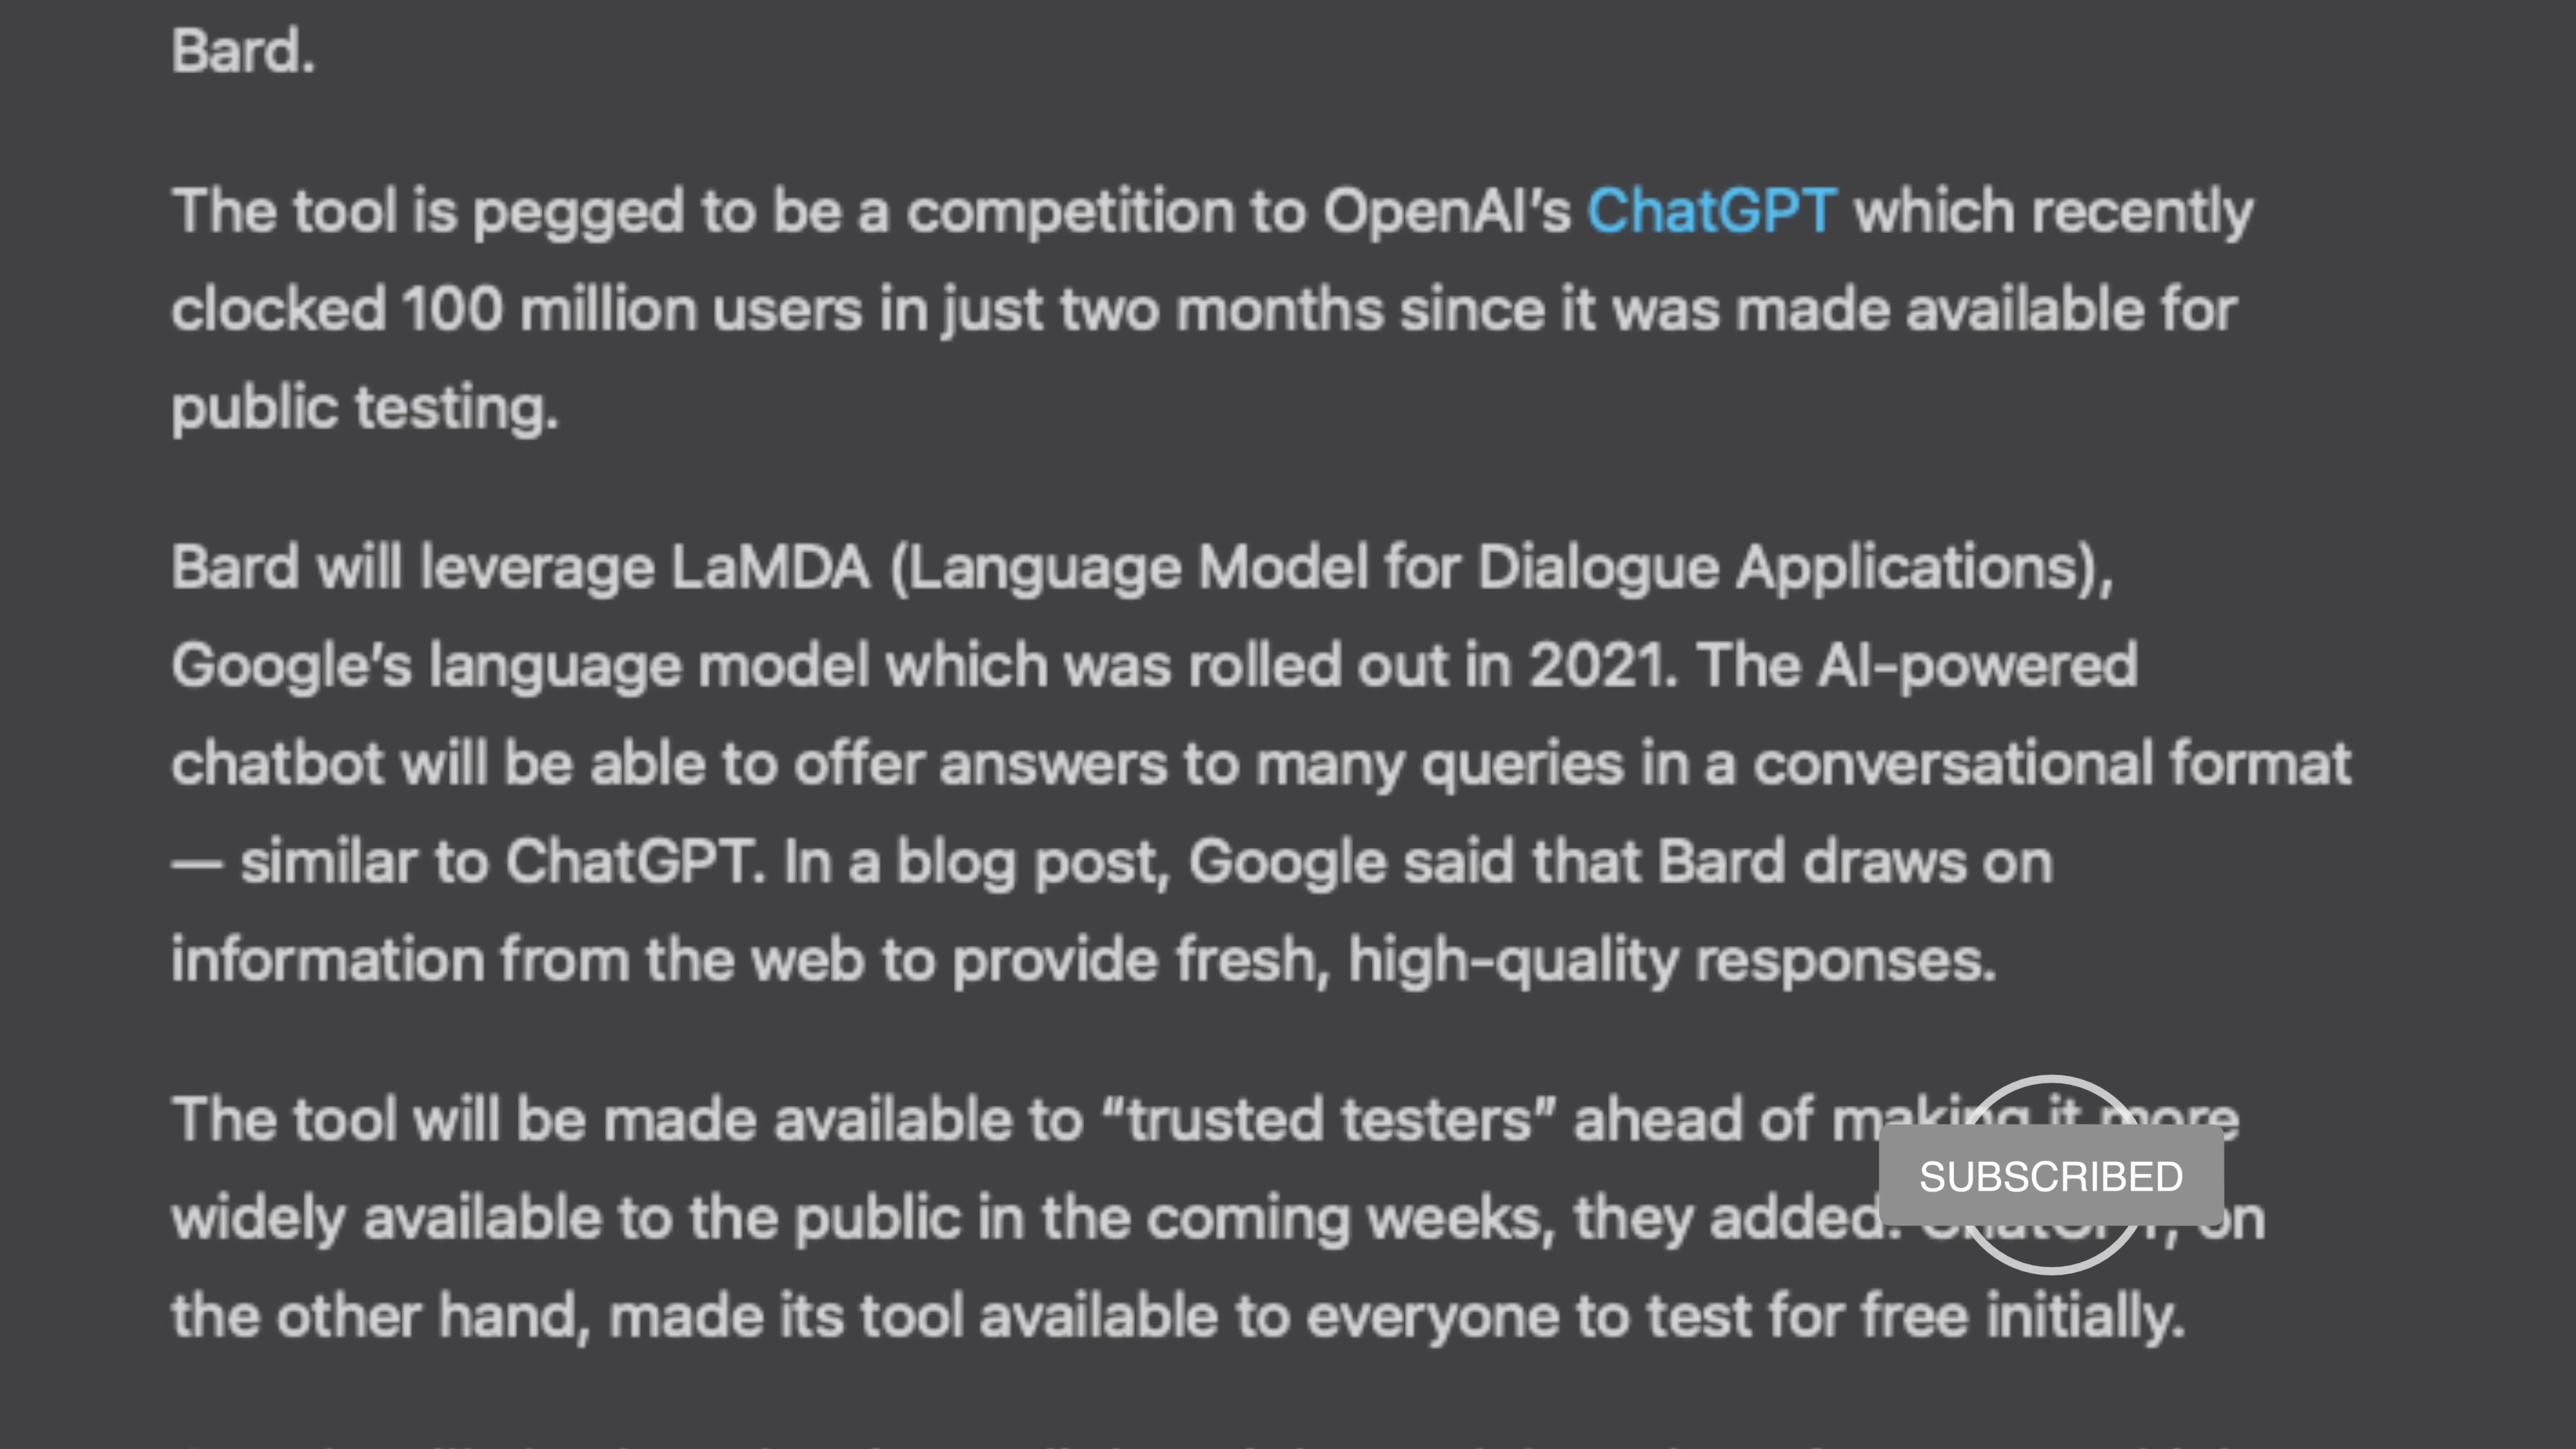 Bard.
The tool is pegged to be a competition to OpenAI’s ChatGPT which recently
clocked 100 million users in just two months since it was made available for
public testing.
Bard will leverage LaMDA (Language Model for Dialogue Applications),
Google’s language model which was rolled out in 2021. The AI-powered
chatbot will be able to offer answers to many queries in a conversational format
— similar to ChatGPT. In a blog post, Google said that Bard draws on
information from the web to provide fresh, high-quality responses.
The tool will be made available to “trusted testers” ahead of making it more
SUBSCRIBED
widely available to the public in the coming weeks, they added. ChatGPT, on
the other hand, made its tool available to everyone to test for free initially.